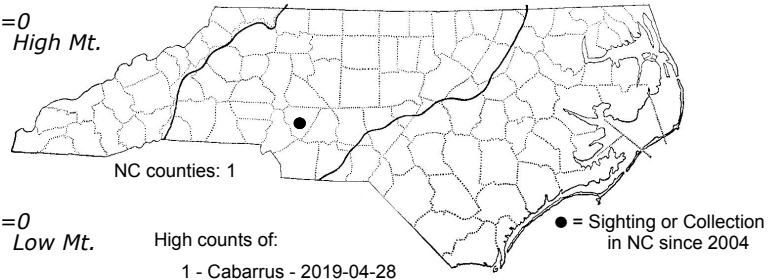 =0
High Mt.
NC counties: 1
=0
Low Mt.
High counts of:
1 - Cabarrus - 2019-04-28
● = Sighting or Collection
in NC since 2004